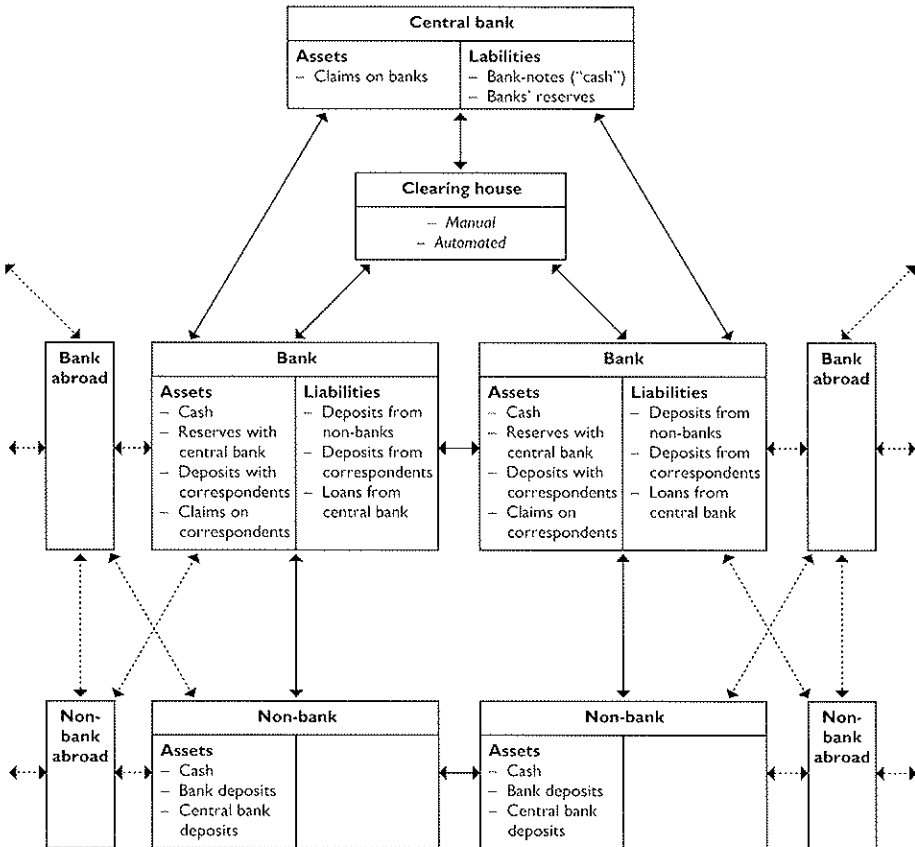 Central bank
Assets
– Claims on banks
Labilities
– Bank-notes ("cash")
– Banks' reserves
Clearing house
– Manual
– Automated
Bank
abroad
Bank
Assets
– Cash
– Reserves with
central bank
– Deposits with
correspondents
– Claims on
correspondents
Liabilities
– Deposits from
non-banks
– Deposits from
correspondents
– Loans from
central bank
Bank
Assets
– Cash
– Reserves with
central bank
– Deposits with
correspondents
– Claims on
correspondents
Liabilities
– Deposits from
non-banks
– Deposits from
correspondents
– Loans from
central bank
Bank
abroad
Non-
bank
abroad
Non-bank
Assets
– Cash
– Bank deposits
– Central bank
deposits
Non-bank
Assets
– Cash
– Bank deposits
– Central bank
deposits
Non-
bank
abroad